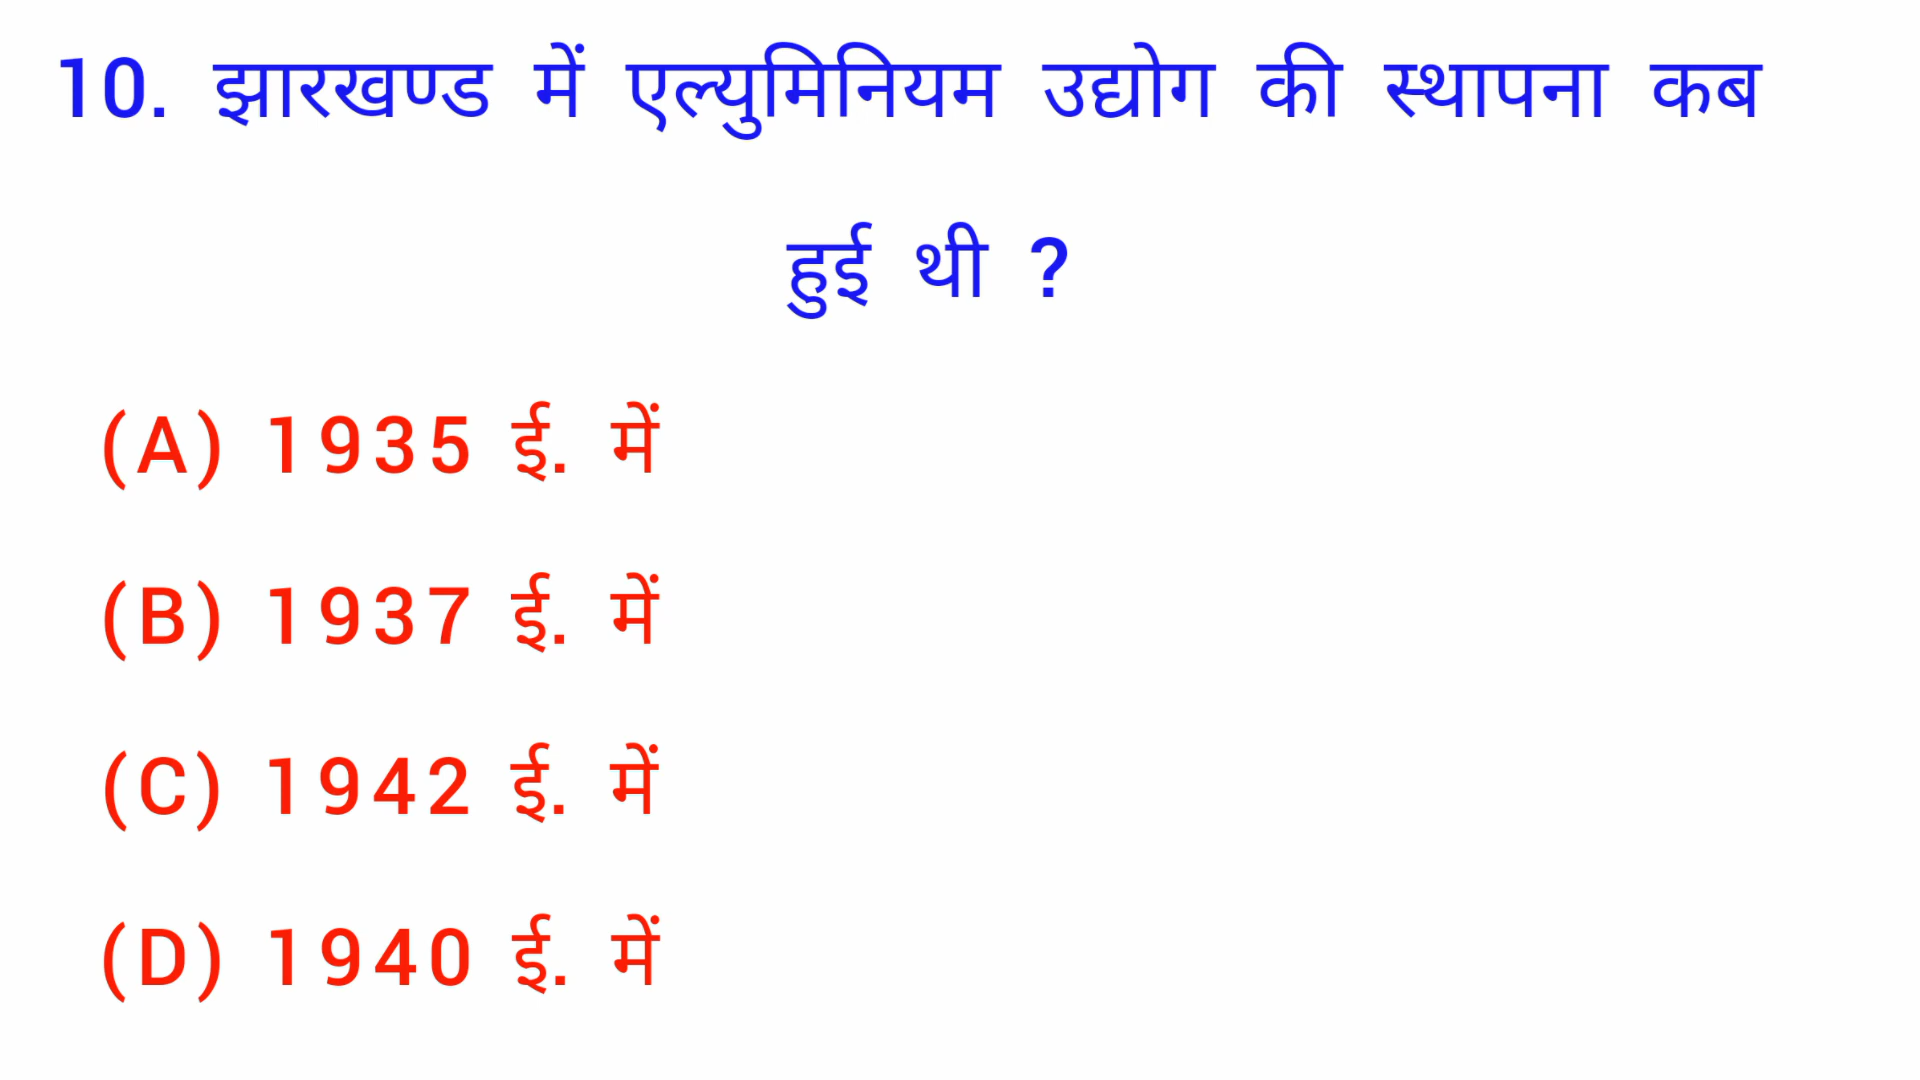 10. झारखण्ड में एल्युमिनियम उद्योग की स्थापना कब
हुई थी ?
(A) 1935 ई. में
(B) 1937 ई. में
(C) 1942 ई. में
(D) 1940 ई. में